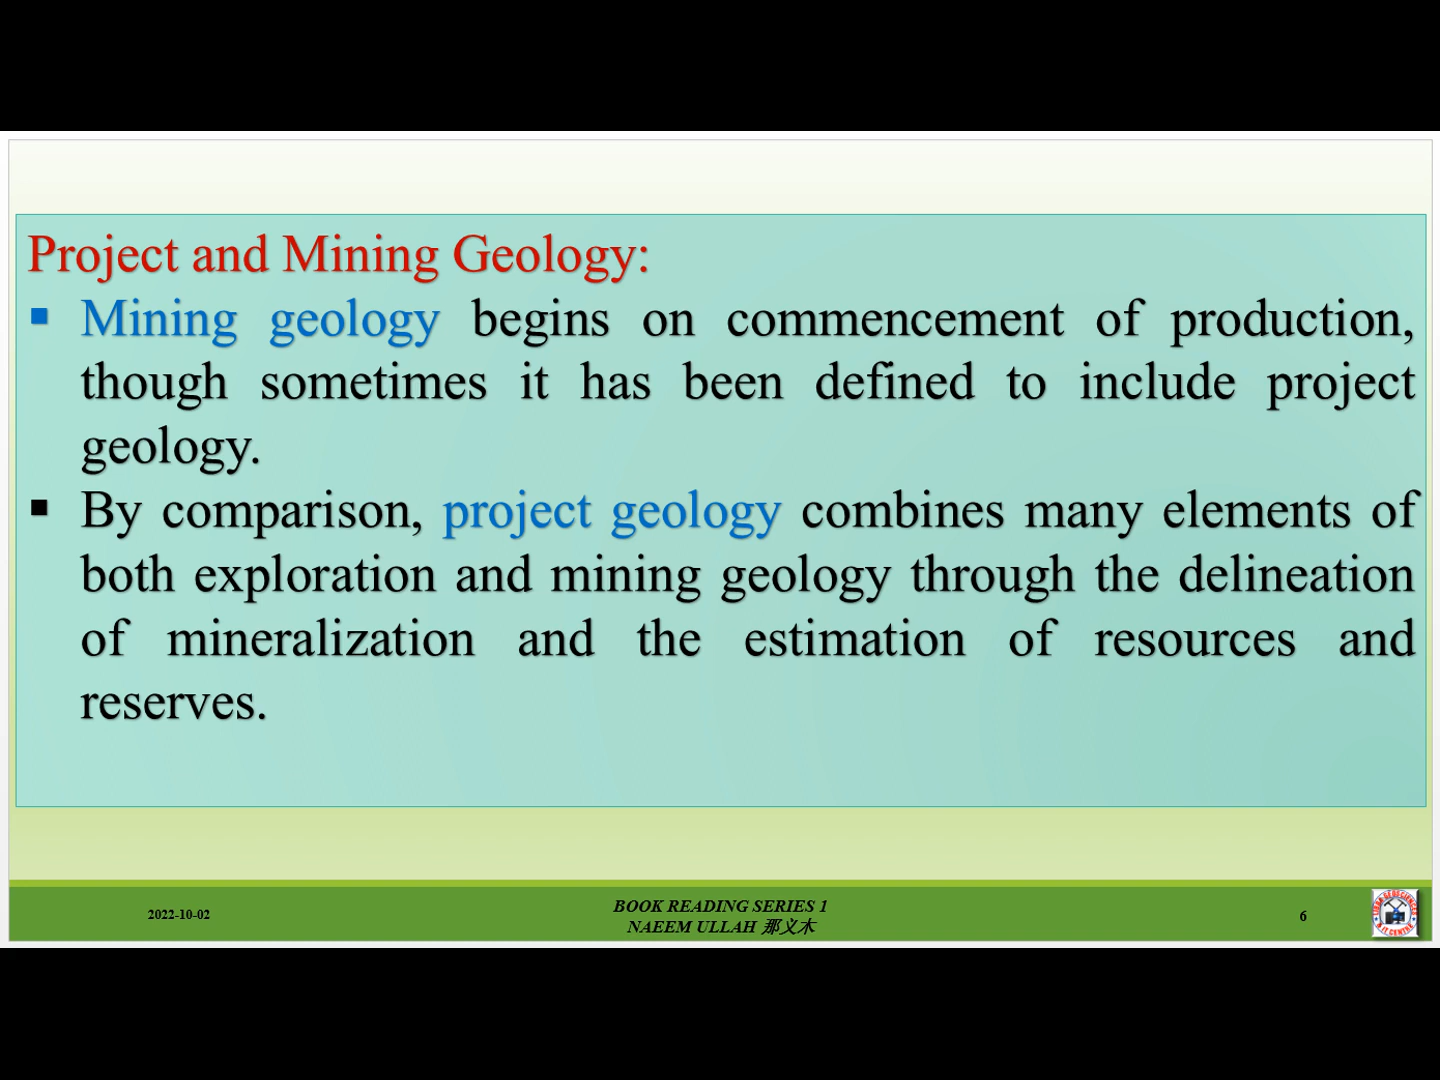 Project and Mining Geology:
▪ Mining geology begins on commencement of production,
though sometimes it has been defined to include project
geology.
▪ By comparison, project geology combines many elements of
both exploration and mining geology through the delineation
of mineralization and the estimation of resources and
reserves.
2022-10-02
BOOK READING SERIES 1
NAEEM ULLAH 那义木
6